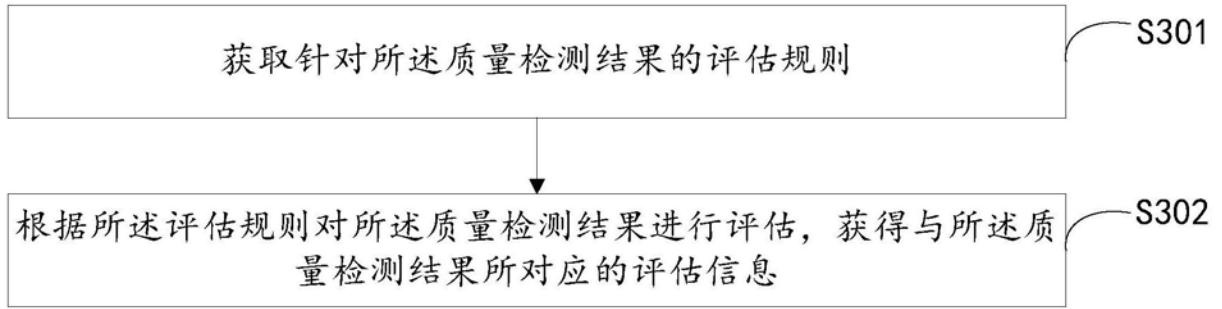 获取针对所述质量检测结果的评估规则
S301
根据所述评估规则对所述质量检测结果进行评估，获得与所述质
量检测结果所对应的评估信息
S302